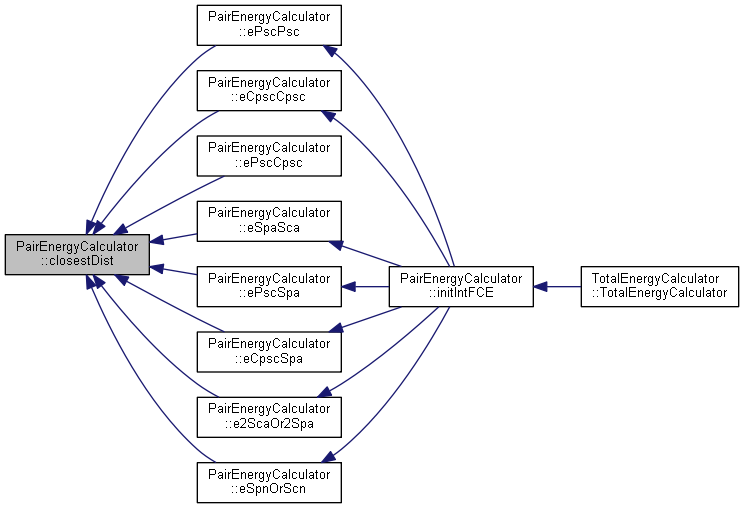 PairEnergyCalculator
::ePscPsc
PairEnergyCalculator
::eCpscCpsc
PairEnergyCalculator
::ePscCpsc
PairEnergyCalculator
::eSpaSca
PairEnergyCalculator
::closestDist
PairEnergyCalculator
::ePscSpa
PairEnergyCalculator
::initIntFCE
TotalEnergyCalculator
::TotalEnergyCalculator
PairEnergyCalculator
::eCpscSpa
PairEnergyCalculator
::e2ScaOr2Spa
PairEnergyCalculator
::eSpnOrScn